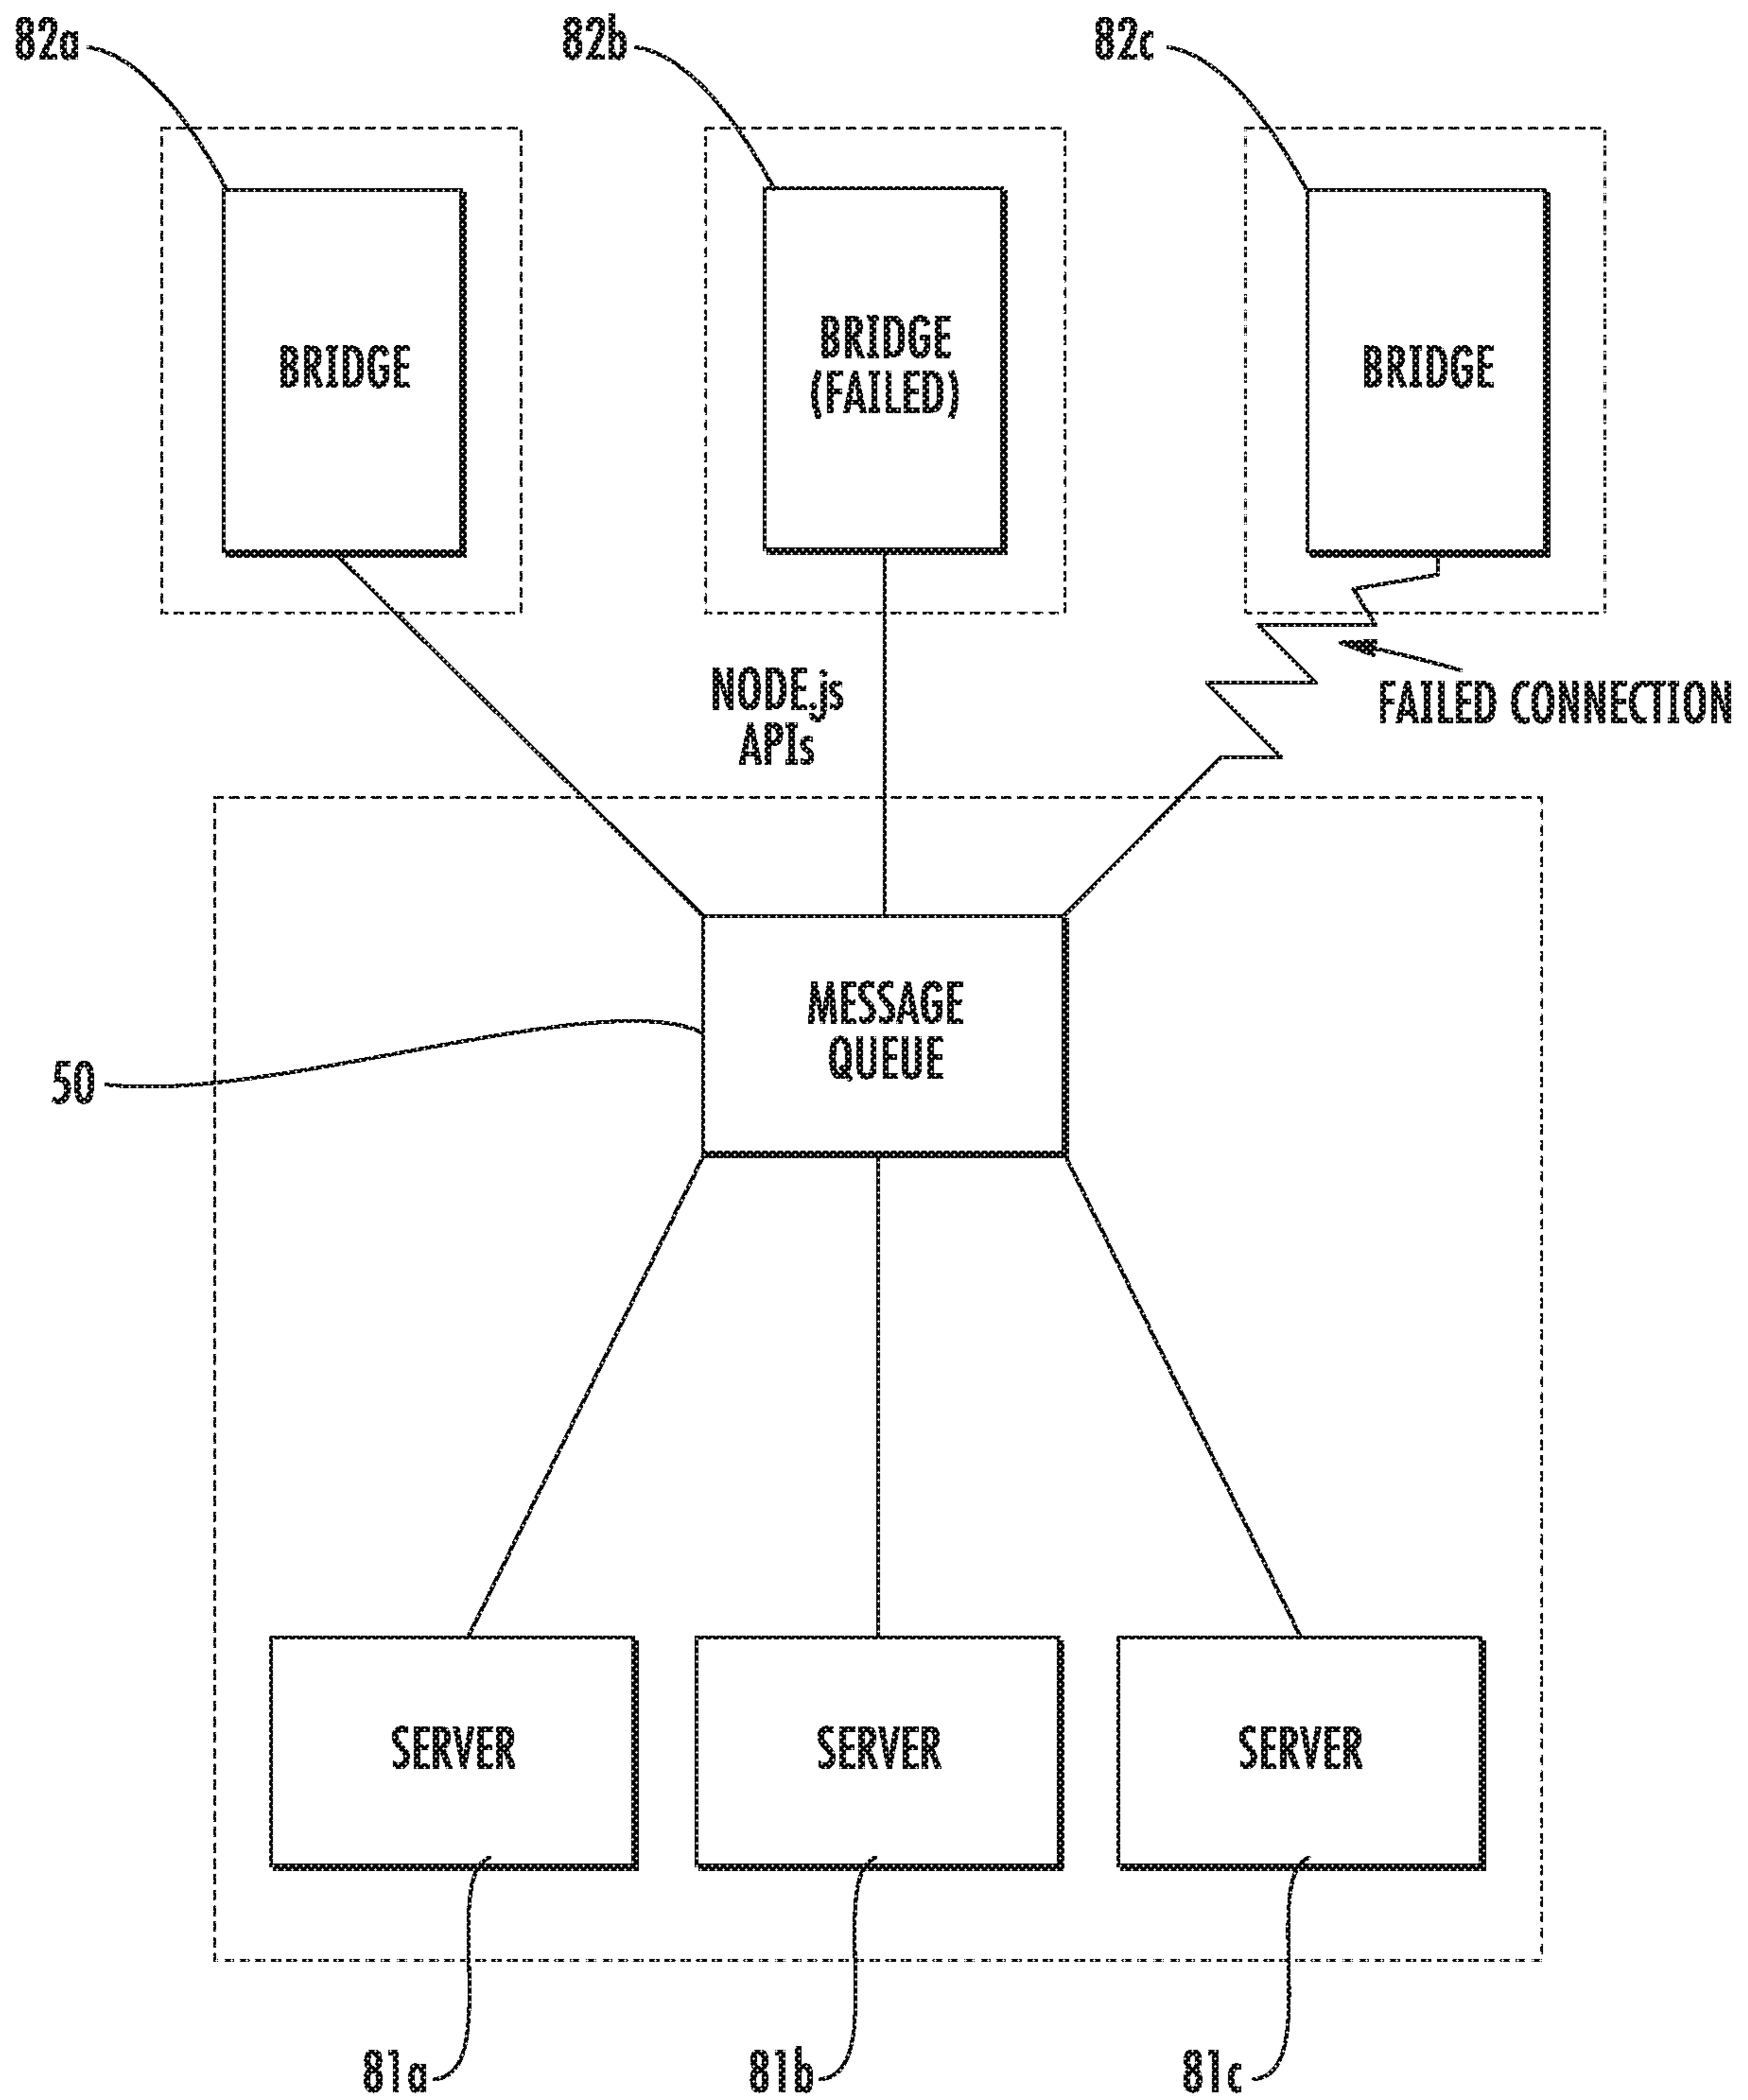 82a
82b
82c
BRIDGE
BRIDGE
(FAILED)
BRIDGE
NODE.js
APIs
FAILED CONNECTION
MESSAGE
QUEUE
50
SERVER
SERVER
SERVER
81a
81b
81c